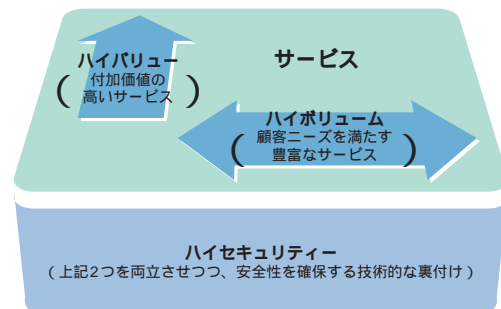 ハイバリュー
(付加価値の
高いサービス)
サービス
ハイボリューム
(顧客ニーズを満たす
豊富なサービス)
ハイセキュリティー
(上記2つを両立させつつ、安全性を確保する技術的な裏付け)